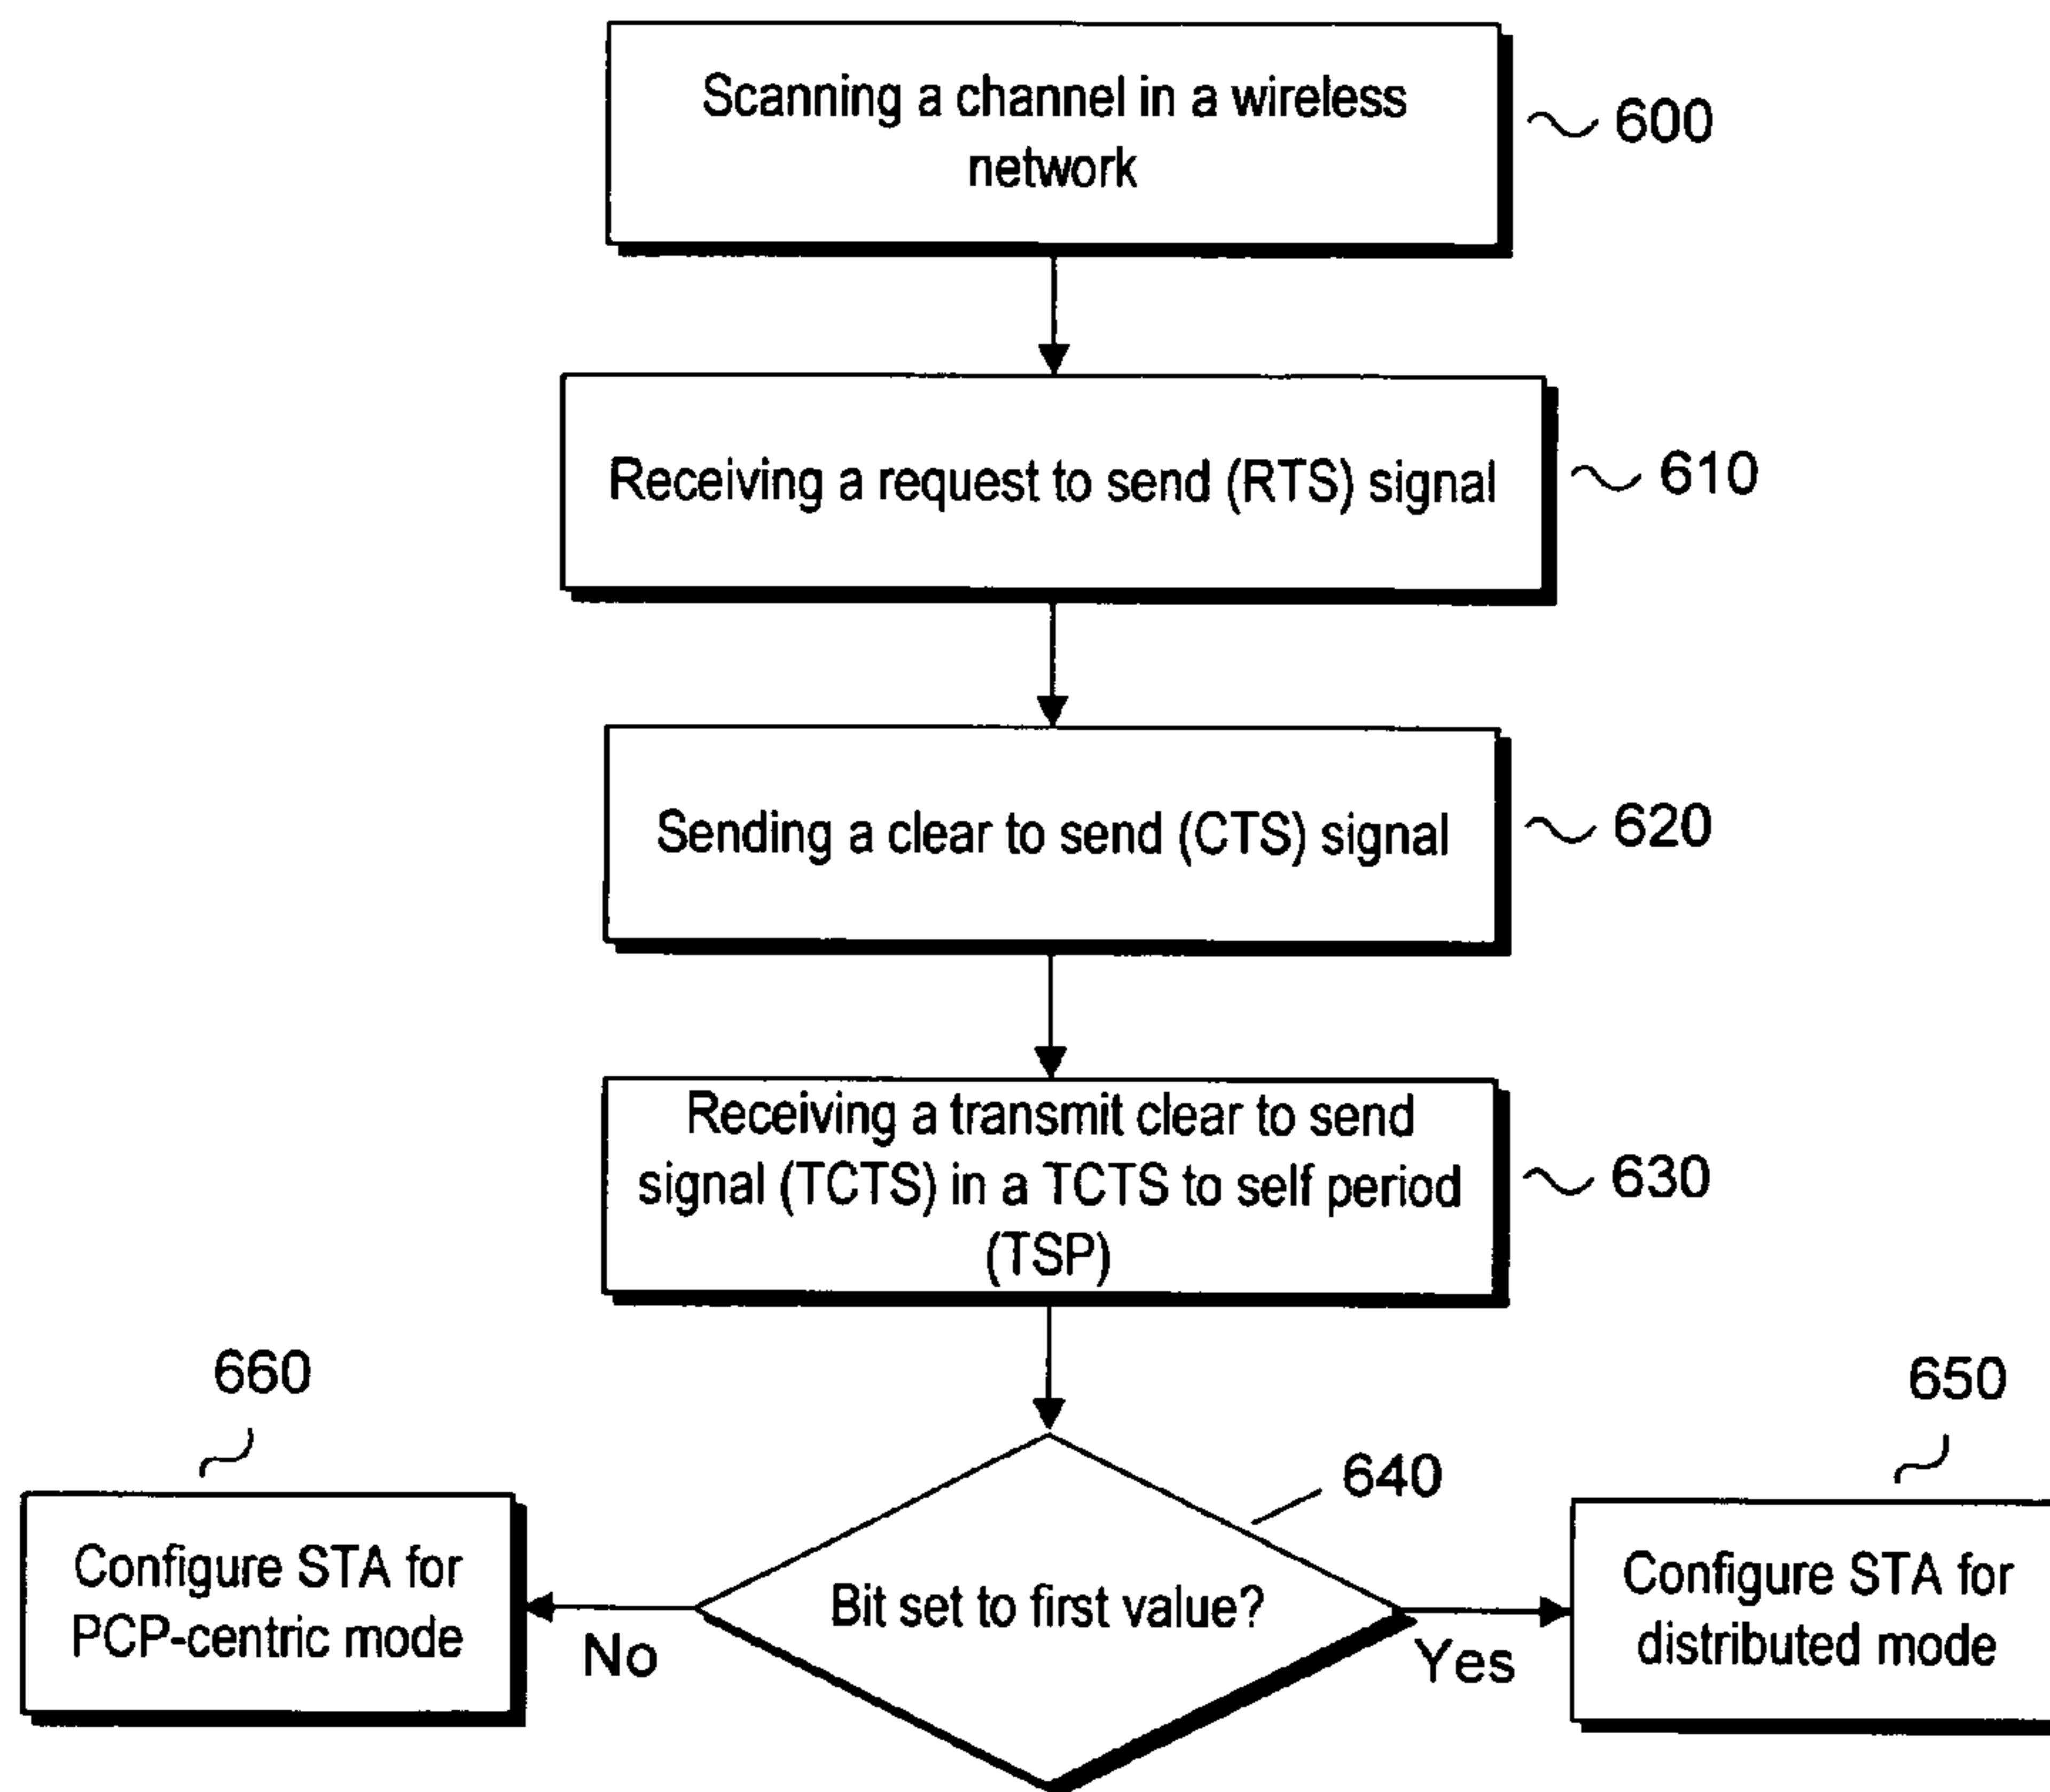 Scanning a channel in a wireless
network
600
Receiving a request to send (RTS) signal
610
Sending a clear to send (CTS) signal
620
Receiving a transmit clear to send
signal (TCTS) in a TCTS to self period
(TSP)
630
660
650
640
Configure STA for
PCP-centric mode
No
Bit set to first value?
Yes
Configure STA for
distributed mode